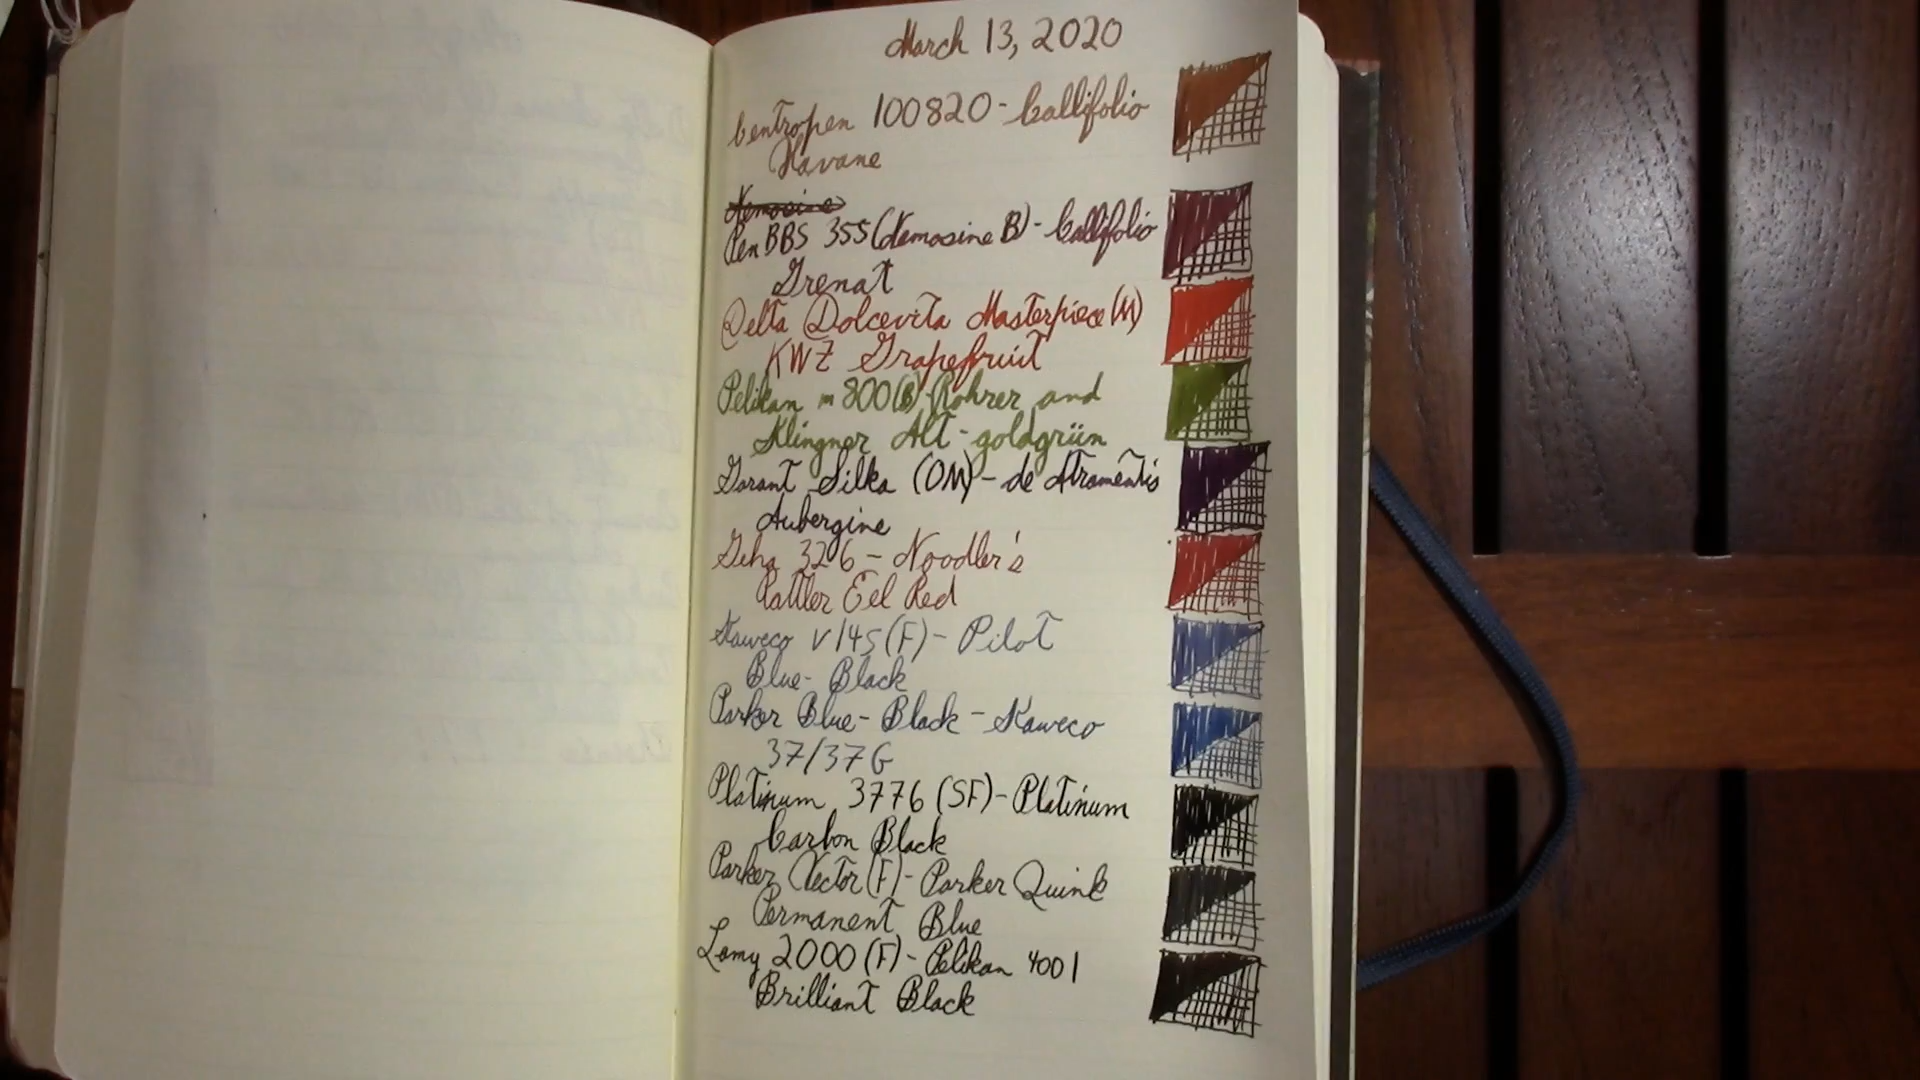 March 13, 2020
Centropen 100820 - Callifolio
Havane
Nemosine
Pen BBS 355 (Nemosine B) - Callifolio
Grenat
Delta Dolcevita Masterpiece (M)
KWZ Grapefruit
Pelikan m800 (B) - Rohrer and
Klingner Alt-goldgrün
Garant Silka (OM) - de Atramentis
Aubergine
Geha 326 - Noodler's
Rattler Eel Red
Kaweco V14S (F) - Pilot
Blue-Black
Parker Blue-Black - Kaweco
37/37G
Platinum 3776 (SF) - Platinum
Carbon Black
Parker Vector (F) - Parker Quink
Permanent Blue
Lamy 2000 (F) - Pelikan 4001
Brilliant Black